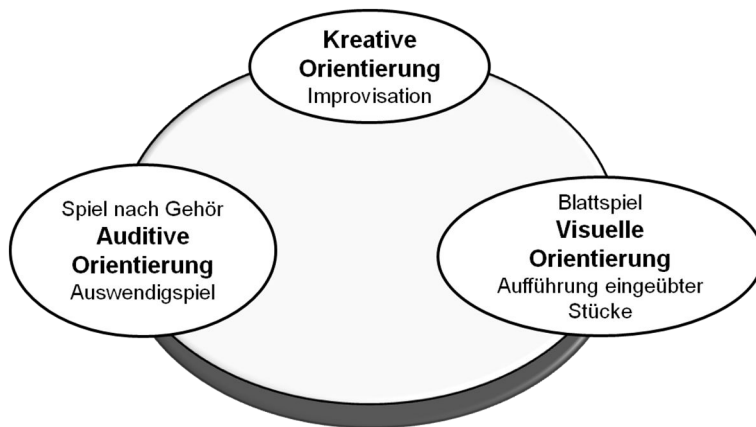 Kreative
Orientierung
Improvisation
Spiel nach Gehör
Auditive
Orientierung
Auswendigspiel
Blattspiel
Visuelle
Orientierung
Aufführung eingeübter
Stücke